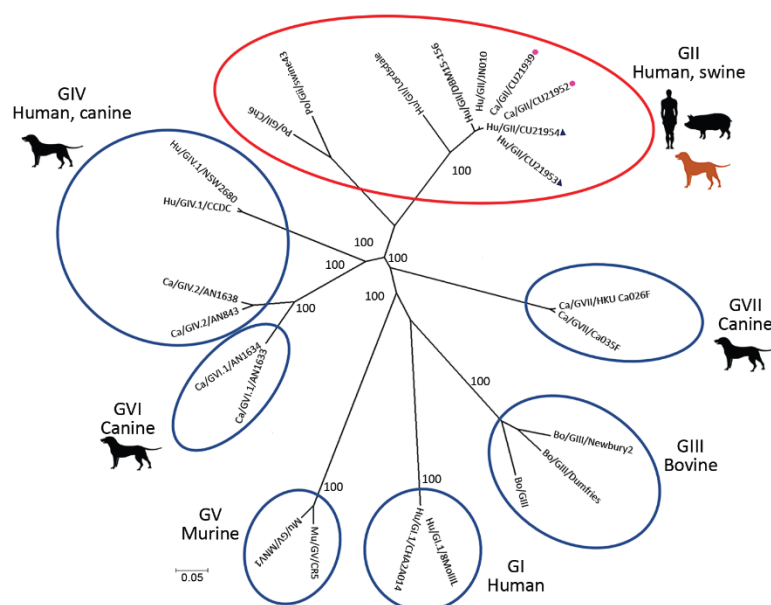 GII
Human, swine
GIV
Human, canine
Po/GII/swine43
Po/GII/Ch6
Hu/GII/Lordsdale
Hu/GII/DBM15-156
Hu/GII/JN010
Ca/GII/CU21939
Ca/GII/CU21952
Hu/GII/CU21954
Hu/GII/CU21953
100
Hu/GIV.1/NSW2680
Hu/GIV.1/CCDC
100
100
100
100
Ca/GIV.2/AN1638
Ca/GIV.2/AN843
100
Ca/GVII/HKU Ca026F
Ca/GVII/Ca035F
GVII
Canine
Ca/GVI.1/AN1634
Ca/GVI.1/AN1633
GVI
Canine
100
Bo/GIII/Newbury2
Bo/GIII/Dumfries
Bo/GIII
GIII
Bovine
100
100
GV
Murine
Mu/GV/MNV1
Mu/GV/CR5
Hu/GI.1/CHA2A014
Hu/GI.1/8MoIIIL
GI
Human
0.05